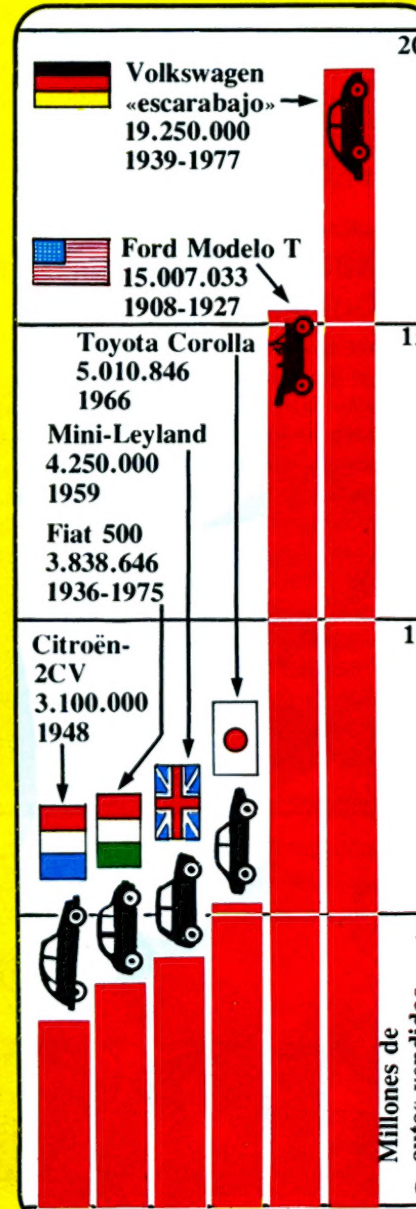 Volkswagen
«escarabajo»
19.250.000
1939-1977
Ford Modelo T
15.007.033
1908-1927
Toyota Corolla
5.010.846
1966
Mini-Leyland
4.250.000
1959
Fiat 500
3.838.646
1936-1975
Citroën-
2CV
3.100.000
1948
20
Millones de